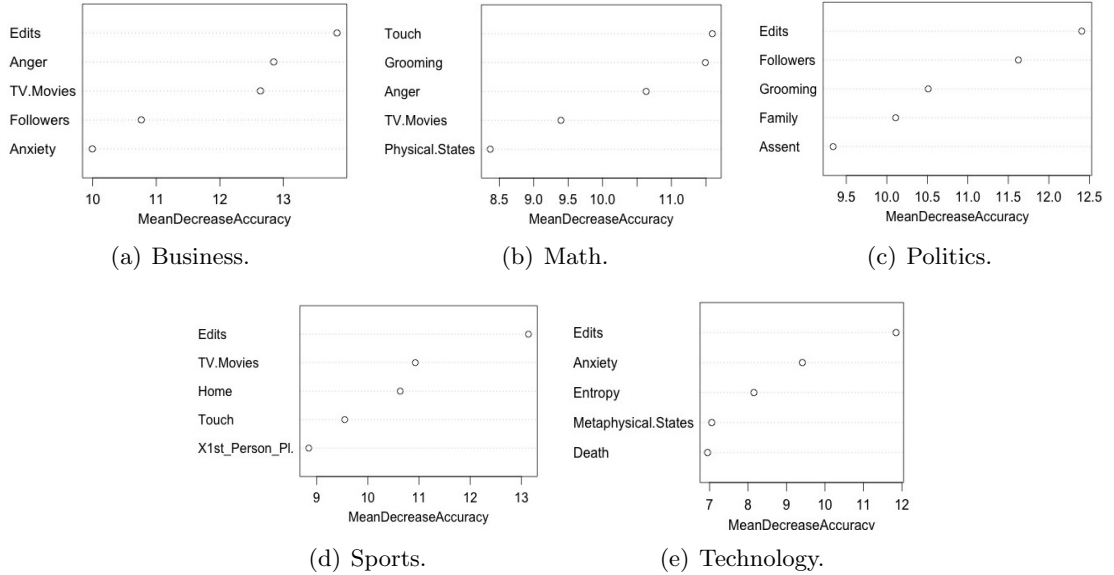 Edits
Anger
TV.Movies
Followers
Anxiety
10 11 12 13
MeanDecreaseAccuracy
(a) Business.
Touch
Grooming
Anger
TV.Movies
Physical.States
8.5 9.0 9.5 10.0 11.0
MeanDecreaseAccuracy
(b) Math.
Edits
Followers
Grooming
Family
Assent
9.5 10.0 10.5 11.0 11.5 12.0 12.5
MeanDecreaseAccuracy
(c) Politics.
Edits
TV.Movies
Home
Touch
X1st_Person_Pl.
9 10 11 12 13
MeanDecreaseAccuracy
(d) Sports.
Edits
Anxiety
Entropy
Metaphysical.States
Death
7 8 9 10 11 12
MeanDecreaseAccuracy
(e) Technology.